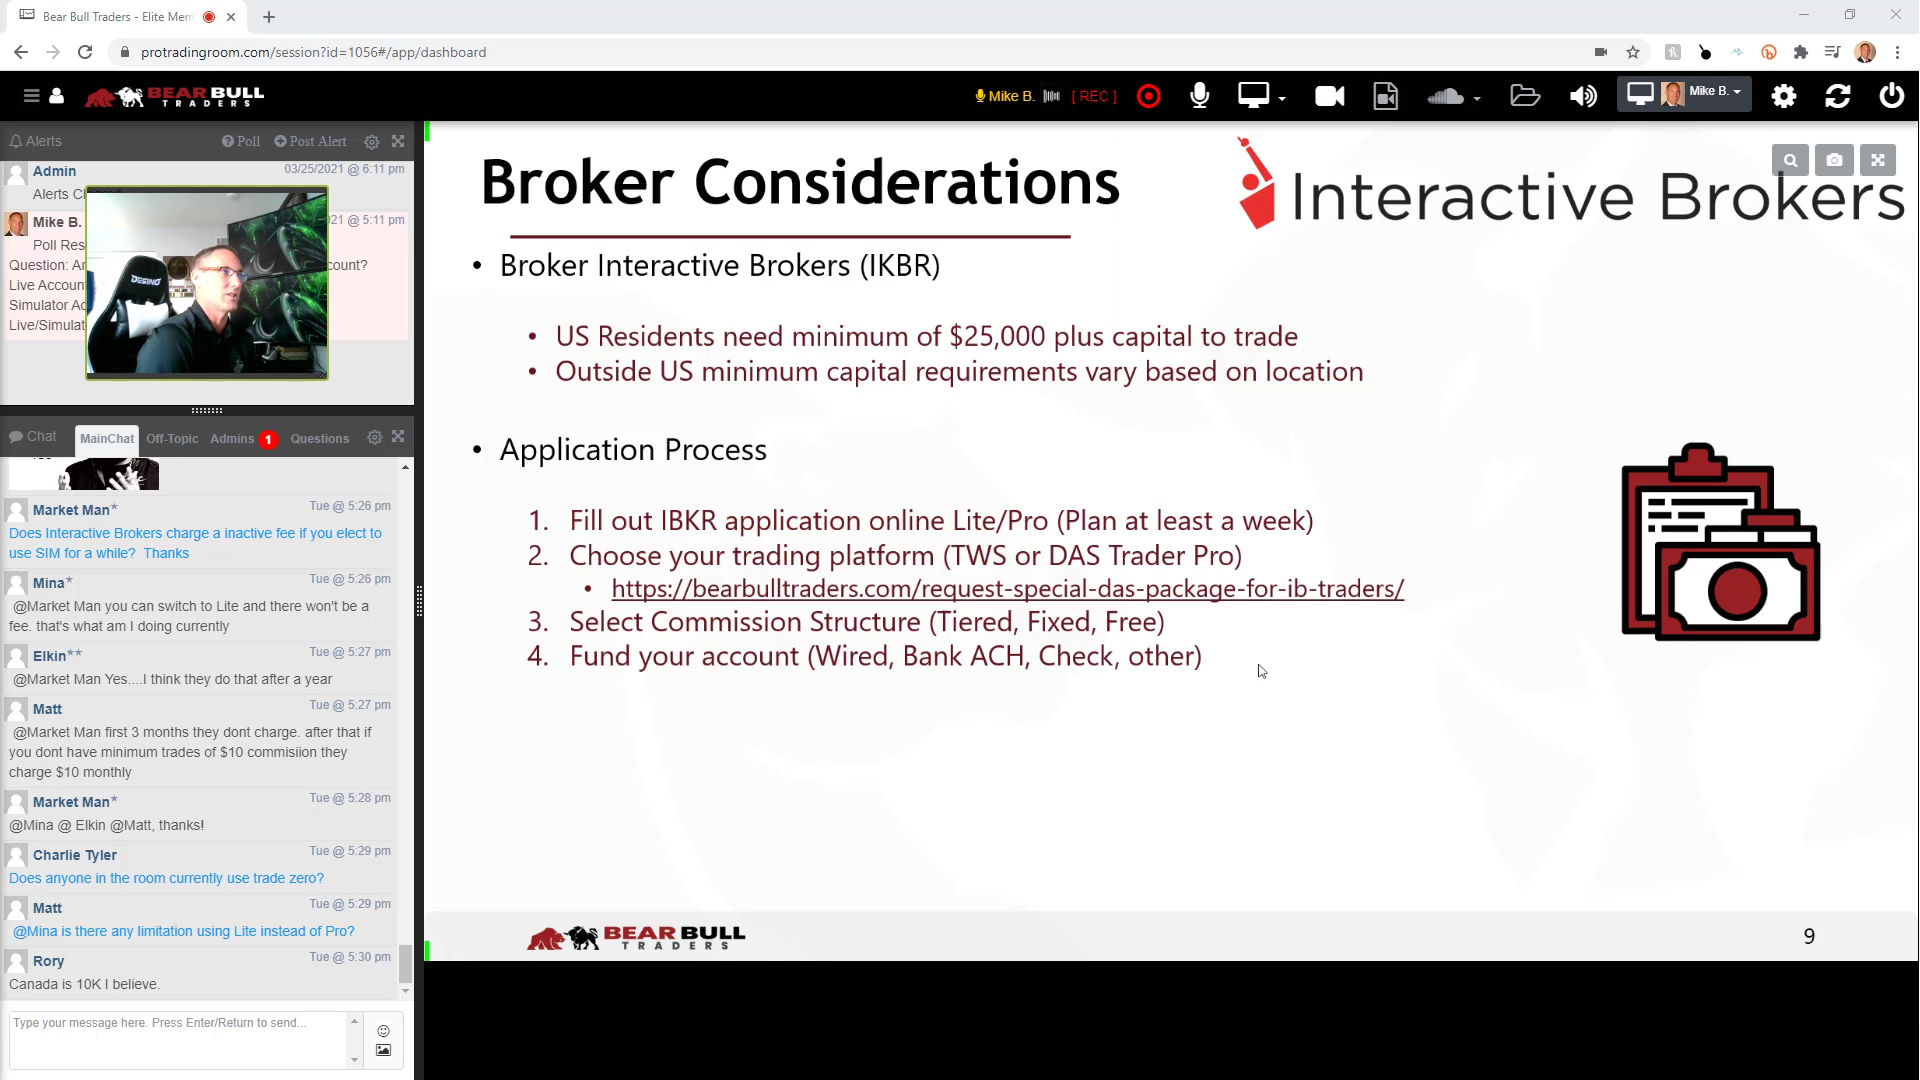 Bear Bull Traders - Elite Mem
protradingroom.com/session?id=1056#/app/dashboard
BEAR BULL
TRADERS
Mike B.
[ REC ]
Mike B.
Alerts
Poll
Post Alert
Admin
03/25/2021 @ 6:11 pm
Alerts Cl
Mike B.
021 @ 5:11 pm
Poll Res
Question: Ar
count?
Live Accoun
Simulator Ac
Live/Simulat
DESINO
Chat
MainChat
Off-Topic
Admins 1
Questions
Market Man*
Tue @ 5:26 pm
Does Interactive Brokers charge a inactive fee if you elect to
use SIM for a while? Thanks
Mina*
Tue @ 5:26 pm
@Market Man you can switch to Lite and there won't be a
fee. that's what am I doing currently
Elkin**
Tue @ 5:27 pm
@Market Man Yes....I think they do that after a year
Matt
Tue @ 5:27 pm
@Market Man first 3 months they dont charge. after that if
you dont have minimum trades of $10 commisiion they
charge $10 monthly
Market Man*
Tue @ 5:28 pm
@Mina @ Elkin @Matt, thanks!
Charlie Tyler
Tue @ 5:29 pm
Does anyone in the room currently use trade zero?
Matt
Tue @ 5:29 pm
@Mina is there any limitation using Lite instead of Pro?
Rory
Tue @ 5:30 pm
Canada is 10K I believe.
Type your message here. Press Enter/Return to send...
Broker Considerations
Interactive Brokers
• Broker Interactive Brokers (IKBR)
• US Residents need minimum of $25,000 plus capital to trade
• Outside US minimum capital requirements vary based on location
• Application Process
1. Fill out IBKR application online Lite/Pro (Plan at least a week)
2. Choose your trading platform (TWS or DAS Trader Pro)
• https://bearbulltraders.com/request-special-das-package-for-ib-traders/
3. Select Commission Structure (Tiered, Fixed, Free)
4. Fund your account (Wired, Bank ACH, Check, other)
BEAR BULL
TRADERS
9